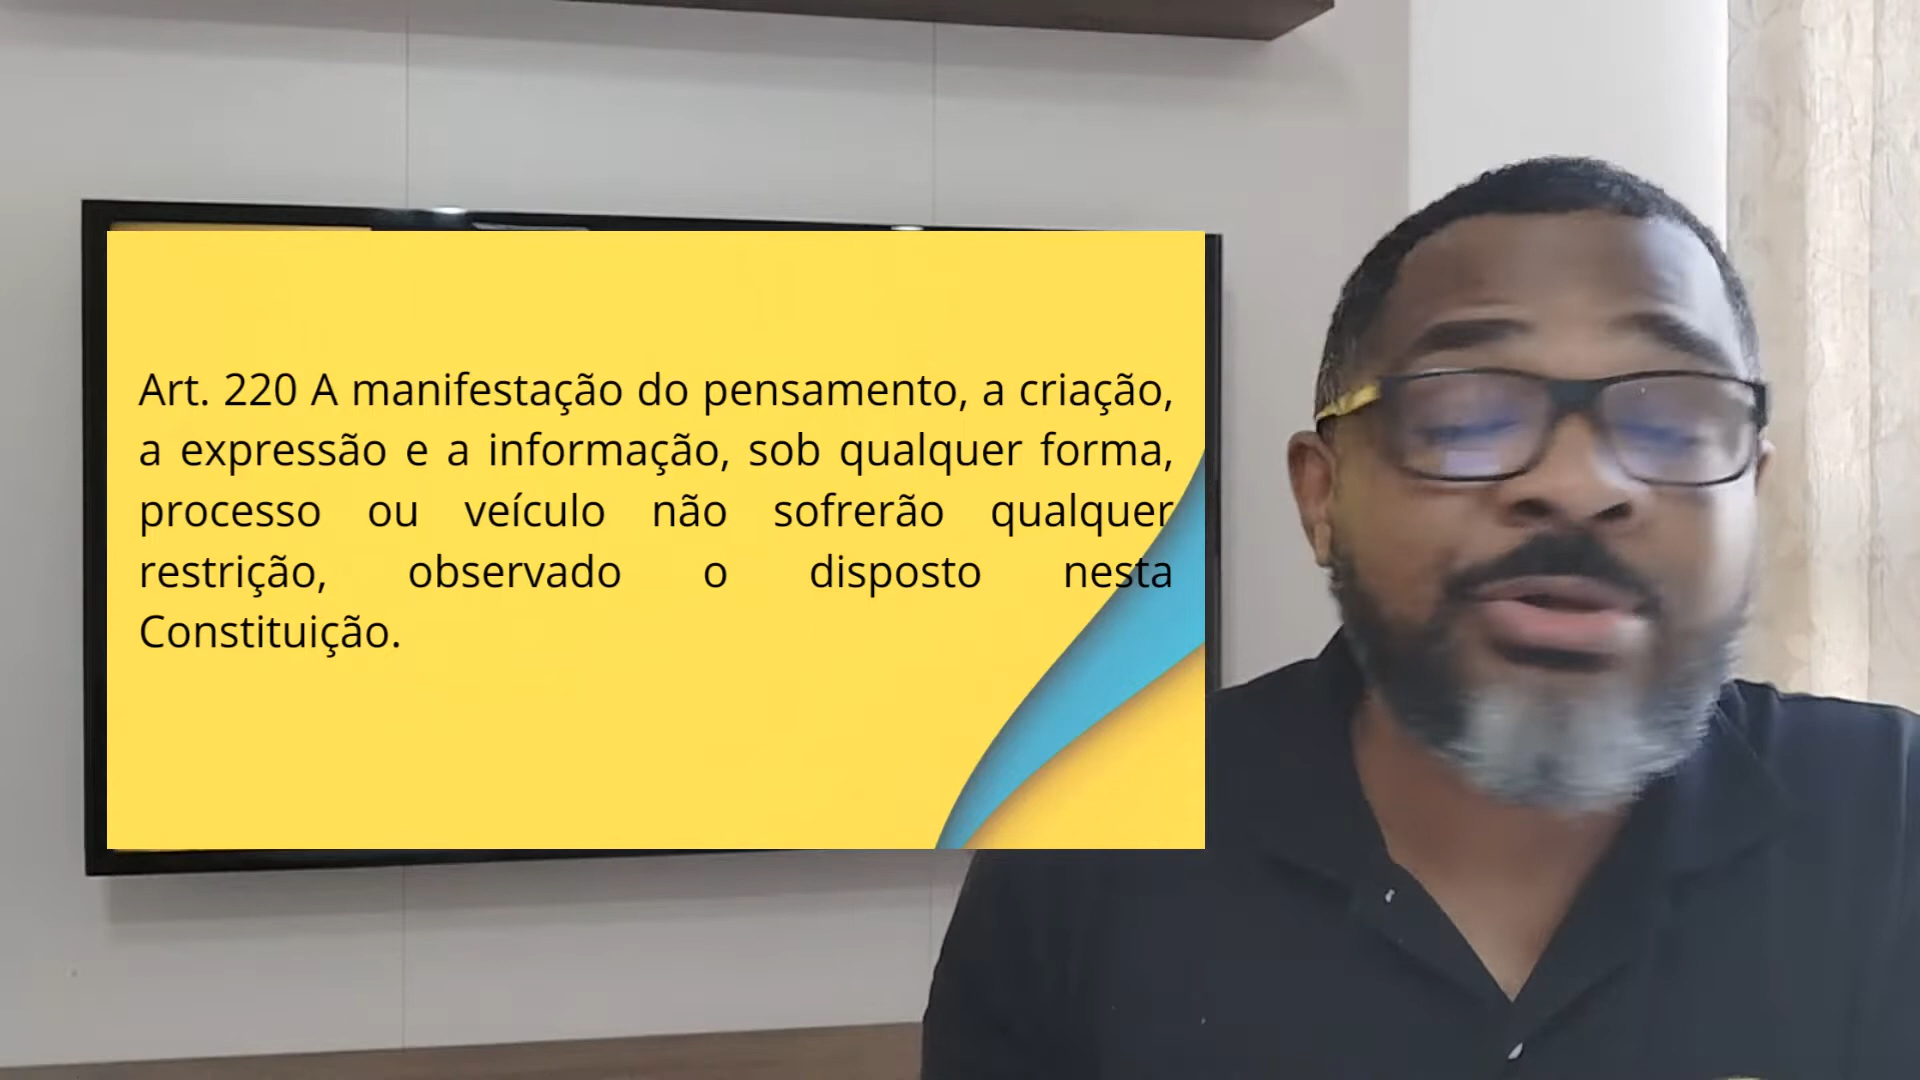 Art. 220 A manifestação do pensamento, a criação,
a expressão e a informação, sob qualquer forma,
processo ou veículo não sofrerão qualquer
restrição, observado o disposto nesta
Constituição.